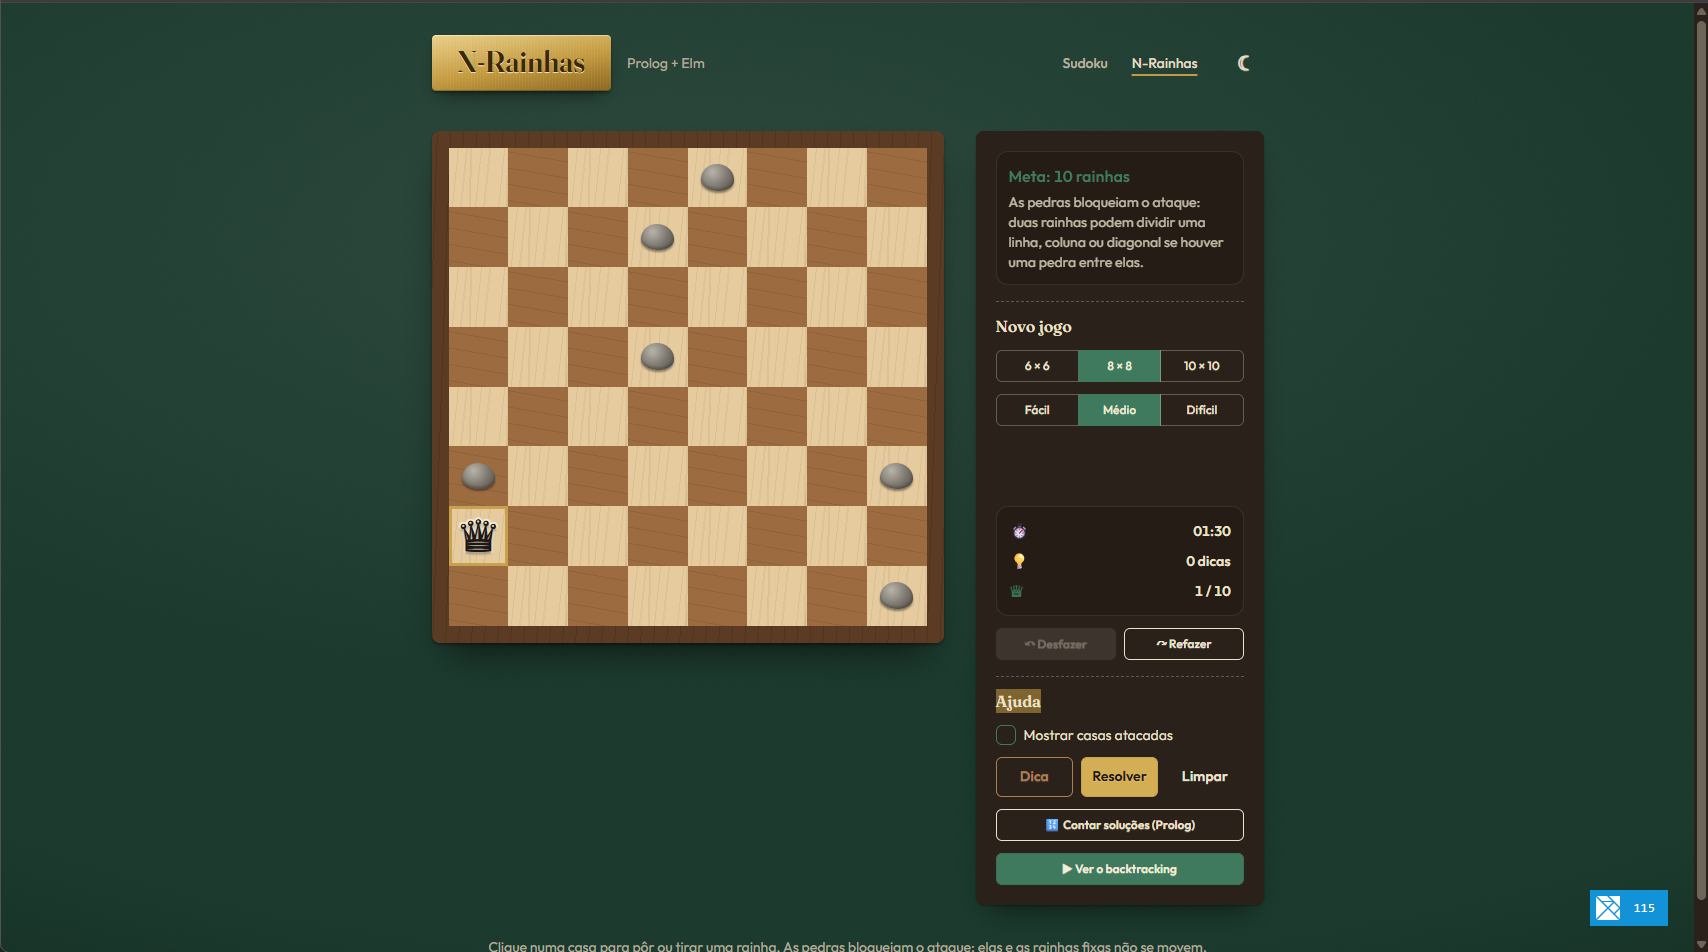 N-Rainhas
Prolog + Elm
Sudoku
N-Rainhas
Meta: 10 rainhas
As pedras bloqueiam o ataque:
duas rainhas podem dividir uma
linha, coluna ou diagonal se houver
uma pedra entre elas.
Novo jogo
6 × 6
8 × 8
10 × 10
Fácil
Médio
Difícil
01:30
0 dicas
1 / 10
↶ Desfazer
↷ Refazer
Ajuda
Mostrar casas atacadas
Dica
Resolver
Limpar
🔢 Contar soluções (Prolog)
▶ Ver o backtracking
115
Clique numa casa para pôr ou tirar uma rainha. As pedras bloqueiam o ataque; elas e as rainhas fixas não se movem.